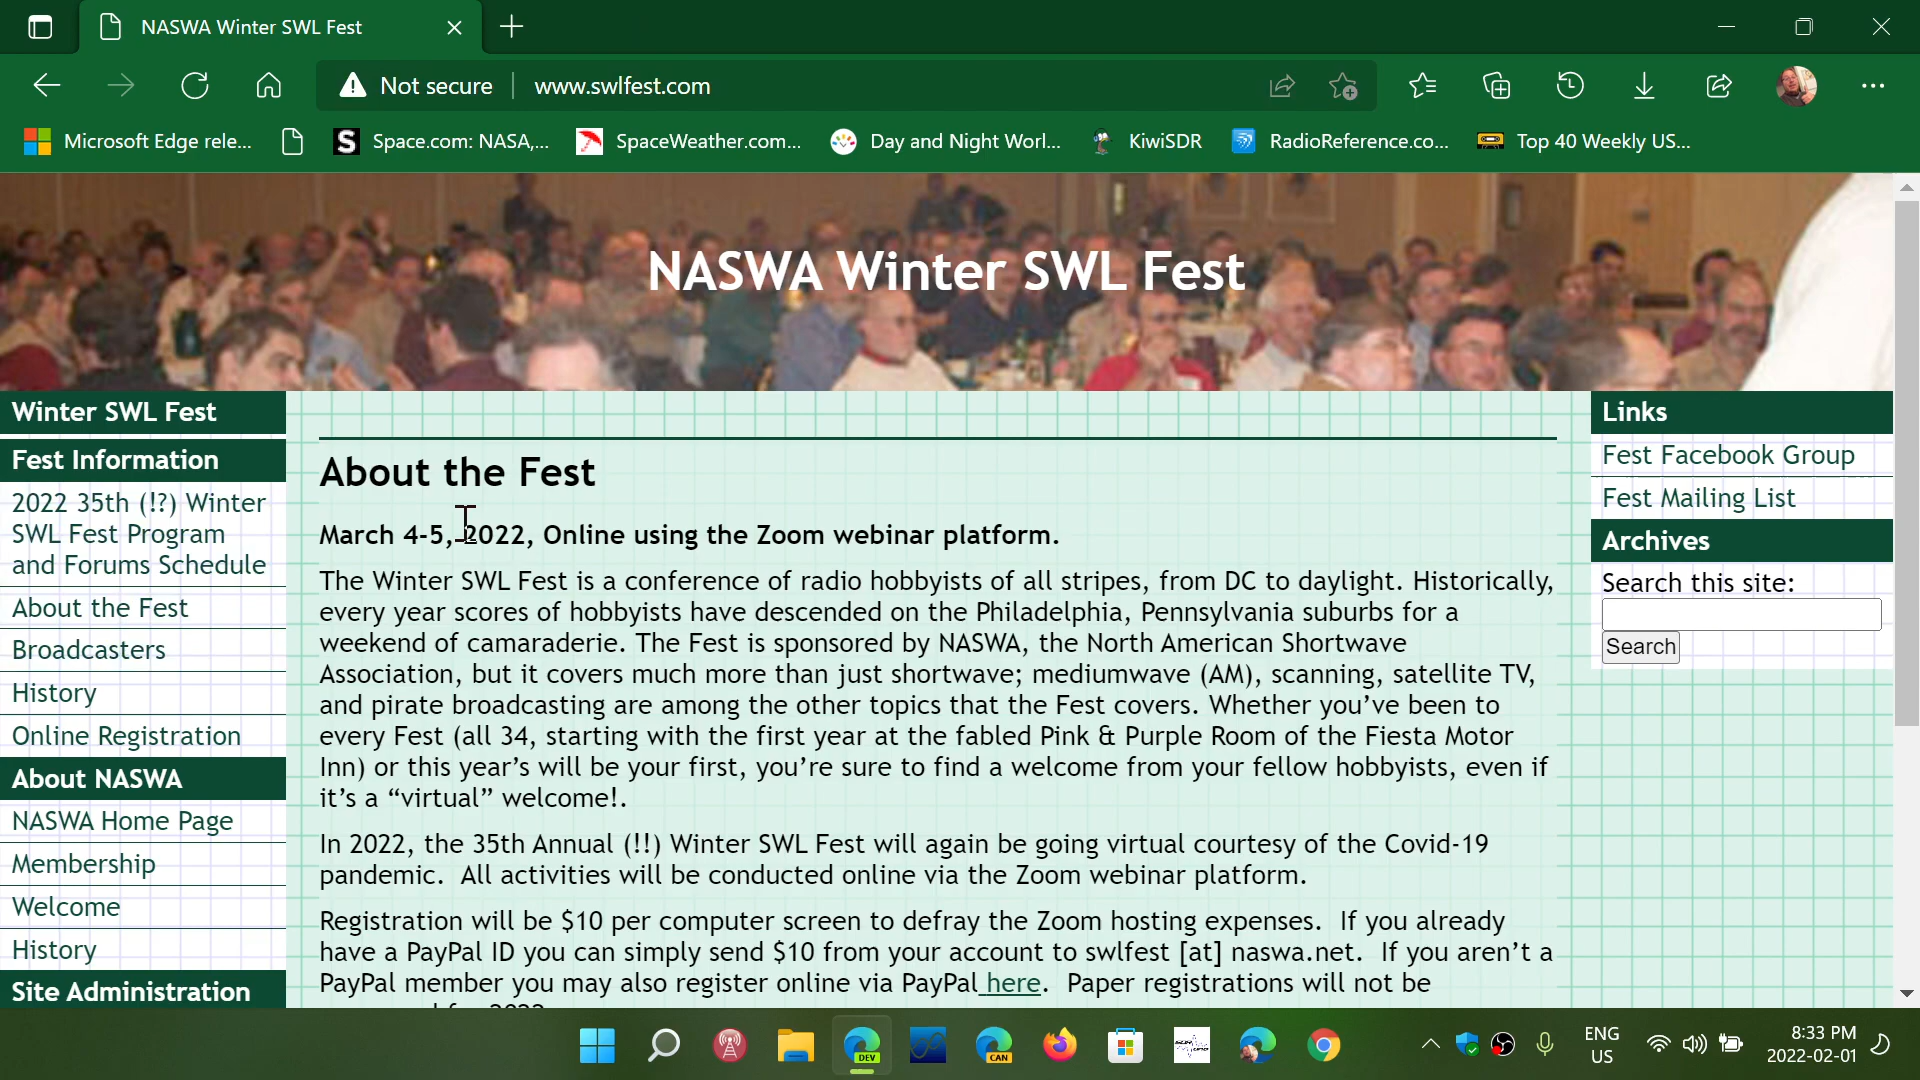 NASWA Winter SWL Fest
Not secure
www.swlfest.com
Microsoft Edge rele...
Space.com: NASA,...
SpaceWeather.com...
Day and Night Worl...
KiwiSDR
RadioReference.co...
Top 40 Weekly US...
NASWA Winter SWL Fest
Winter SWL Fest
Fest Information
2022 35th (!?) Winter
SWL Fest Program
and Forums Schedule
About the Fest
Broadcasters
History
Online Registration
About NASWA
NASWA Home Page
Membership
Welcome
History
Site Administration
About the Fest
March 4-5, 2022, Online using the Zoom webinar platform.
The Winter SWL Fest is a conference of radio hobbyists of all stripes, from DC to daylight. Historically,
every year scores of hobbyists have descended on the Philadelphia, Pennsylvania suburbs for a
weekend of camaraderie. The Fest is sponsored by NASWA, the North American Shortwave
Association, but it covers much more than just shortwave; mediumwave (AM), scanning, satellite TV,
and pirate broadcasting are among the other topics that the Fest covers. Whether you’ve been to
every Fest (all 34, starting with the first year at the fabled Pink & Purple Room of the Fiesta Motor
Inn) or this year’s will be your first, you’re sure to find a welcome from your fellow hobbyists, even if
it’s a “virtual” welcome!.
In 2022, the 35th Annual (!!) Winter SWL Fest will again be going virtual courtesy of the Covid-19
pandemic. All activities will be conducted online via the Zoom webinar platform.
Registration will be $10 per computer screen to defray the Zoom hosting expenses. If you already
have a PayPal ID you can simply send $10 from your account to swlfest [at] naswa.net. If you aren’t a
PayPal member you may also register online via PayPal here. Paper registrations will not be
Links
Fest Facebook Group
Fest Mailing List
Archives
Search this site:
Search
DEV
CAN
ENG
US
8:33 PM
2022-02-01